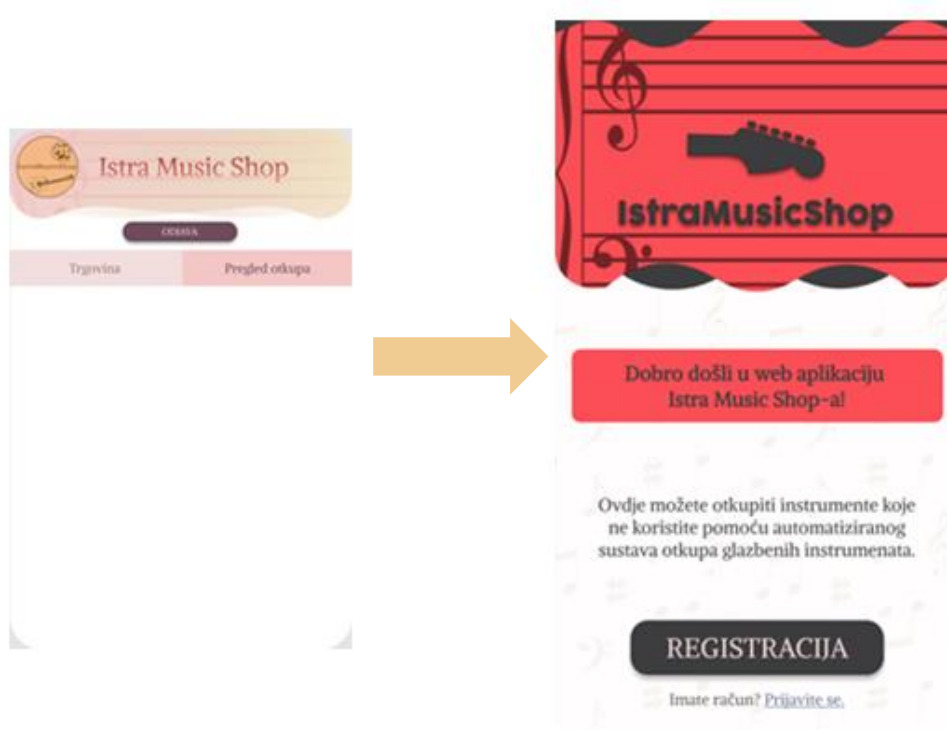 Istra Music Shop
ODJAVA
Trgovina
Pregled otkupa
IstraMusicShop
Dobro došli u web aplikaciju
Istra Music Shop-a!
Ovdje možete otkupiti instrumente koje
ne koristite pomoću automatiziranog
sustava otkupa glazbenih instrumenata.
REGISTRACIJA
Imate račun? Prijavite se.